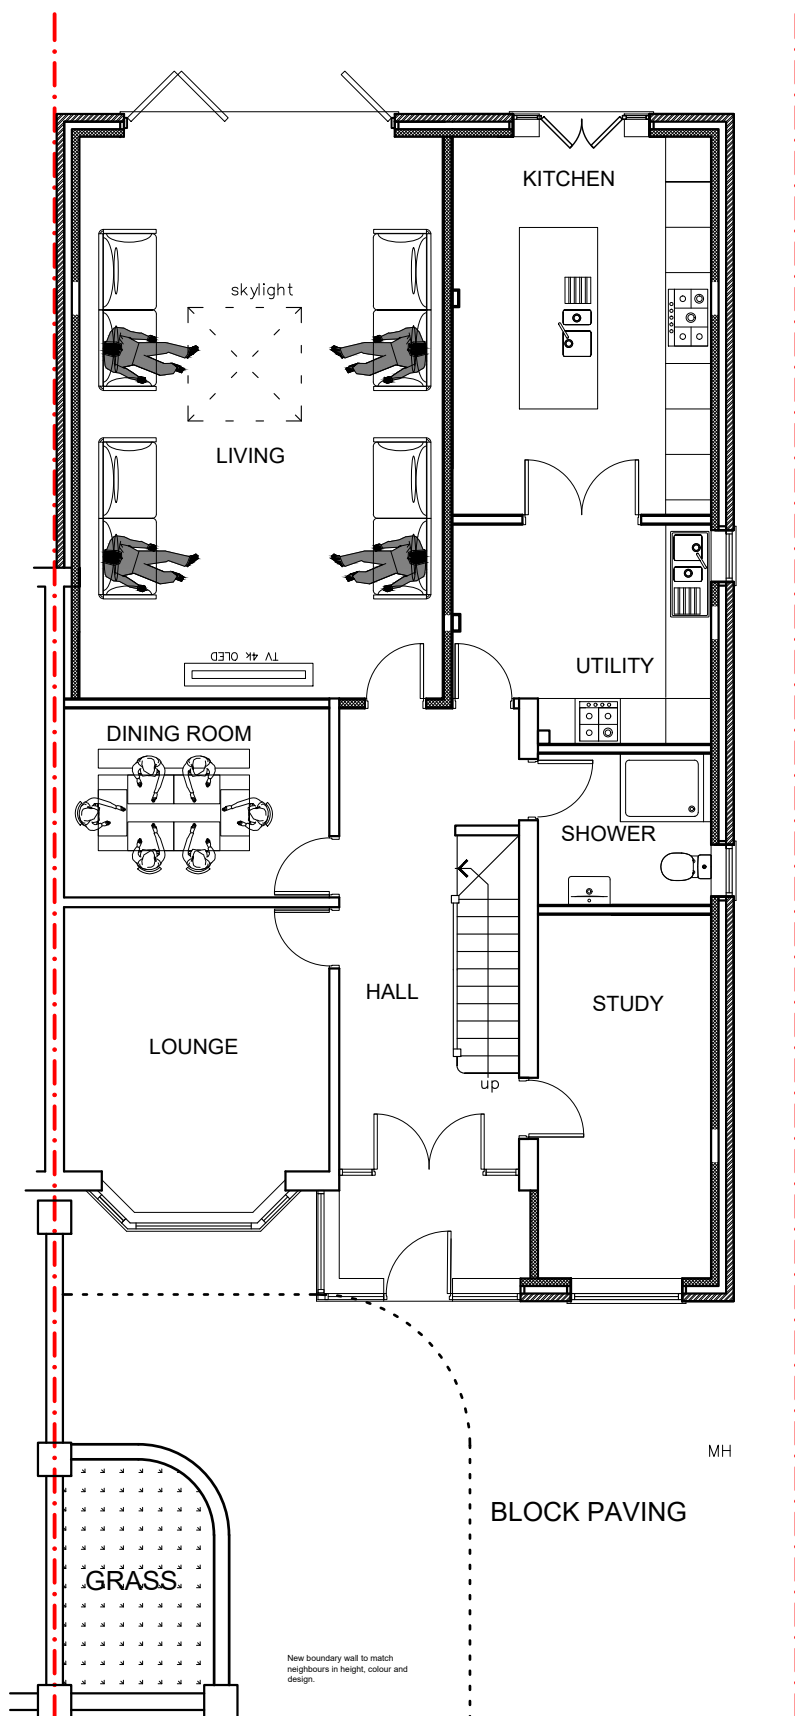 KITCHEN
skylight
LIVING
TV 4k OLED
UTILITY
DINING ROOM
SHOWER
HALL
STUDY
LOUNGE
up
MH
BLOCK PAVING
GRASS
New boundary wall to match
neighbours in height, colour and
design.